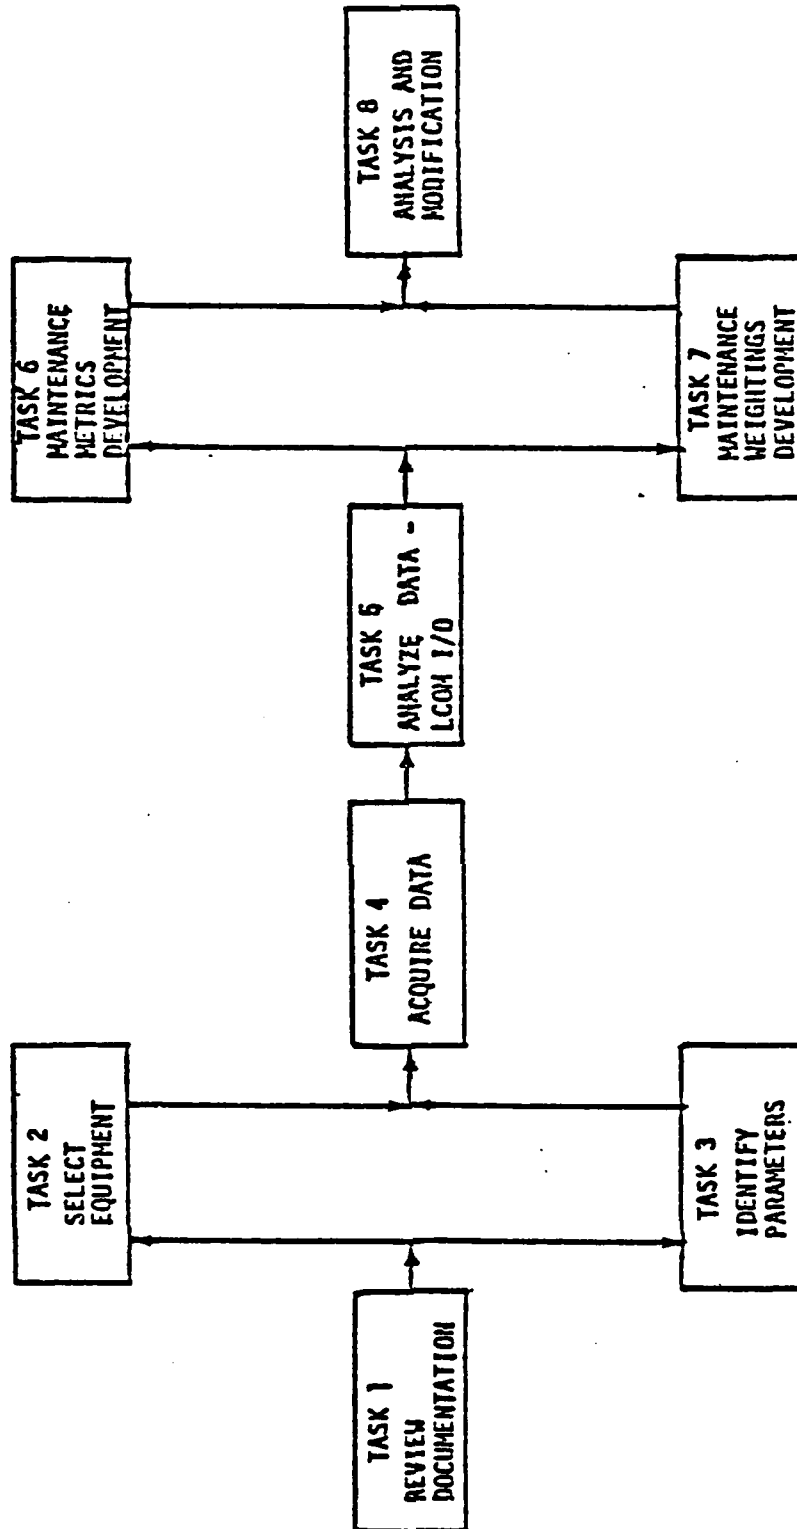 TASK 1
REVIEW
DOCUMENTATION
TASK 2
SELECT
EQUIPMENT
TASK 3
IDENTIFY
PARAMETERS
TASK 4
ACQUIRE DATA
TASK 5
ANALYZE DATA -
LCOM I/O
TASK 6
MAINTENANCE
METRICS
DEVELOPMENT
TASK 7
MAINTENANCE
WEIGHTINGS
DEVELOPMENT
TASK 8
ANALYSIS AND
MODIFICATION